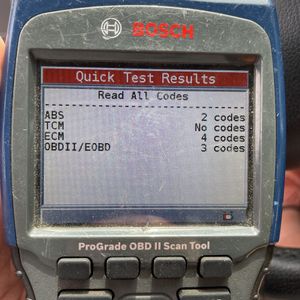 BOSCH
Quick Test Results
Read All Codes
ABS 2 codes
TCM No codes
ECM 4 codes
OBDII/EOBD 3 codes
ProGrade OBD II Scan Tool